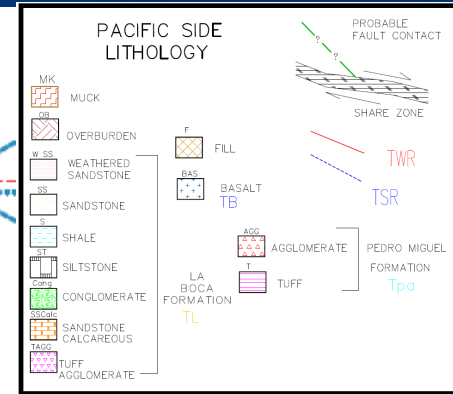 PACIFIC SIDE
LITHOLOGY
PROBABLE
FAULT CONTACT
?
?
SHARE ZONE
TWR
TSR
MK
MUCK
OB
OVERBURDEN
W SS
WEATHERED
SANDSTONE
SS
SANDSTONE
S
SHALE
ST
SILTSTONE
Cong
CONGLOMERATE
SSCalc
SANDSTONE
CALCAREOUS
TAGG
TUFF
AGGLOMERATE
LA
BOCA
FORMATION
TL
F
FILL
BAS
BASALT
TB
AGG
AGGLOMERATE
T
TUFF
PEDRO MIGUEL
FORMATION
Tpa